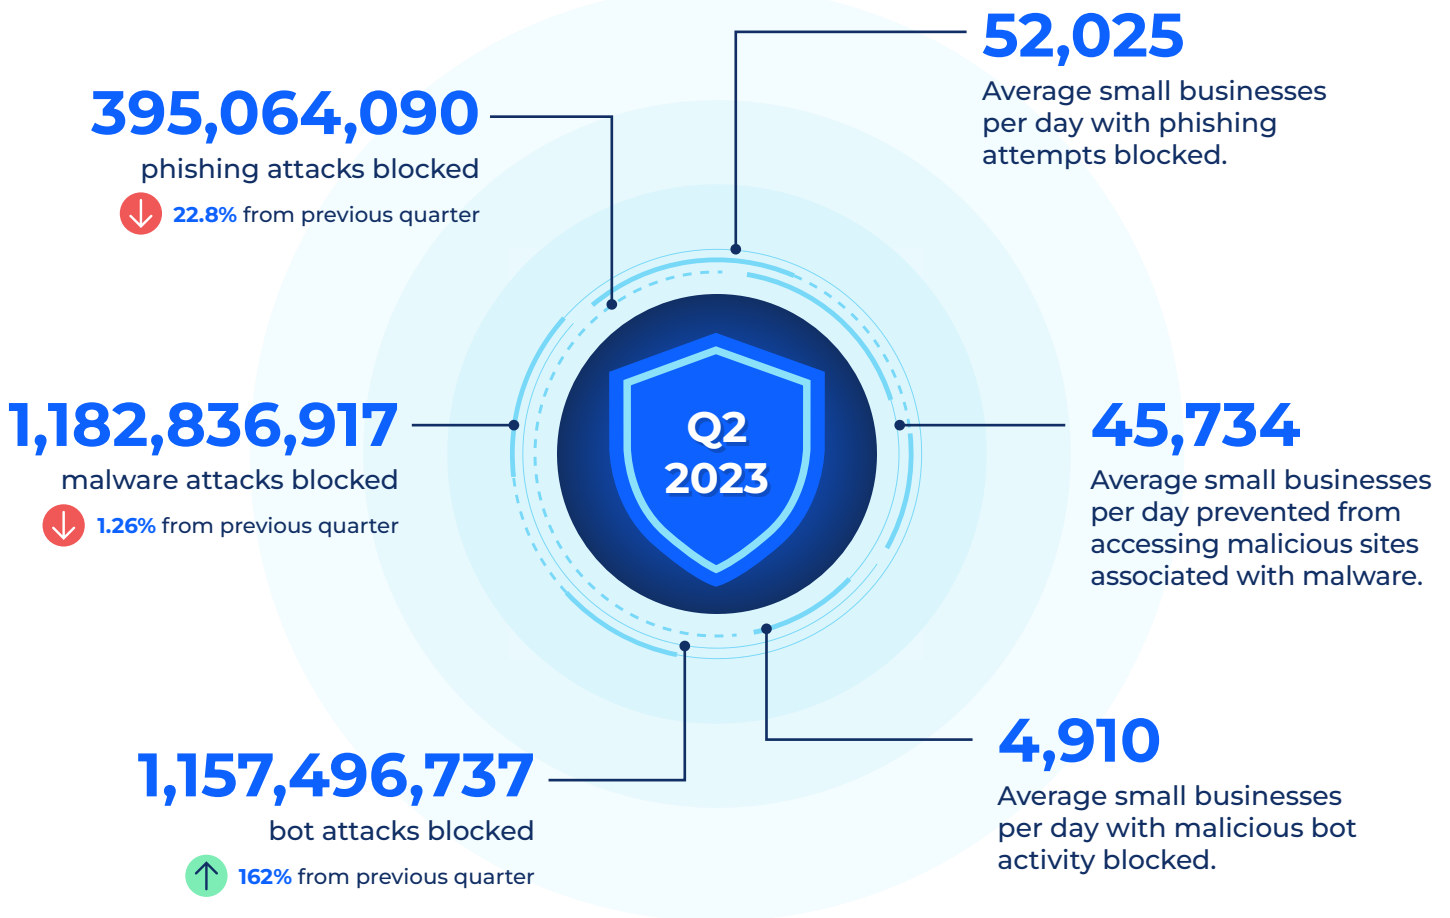 395,064,090
phishing attacks blocked
22.8% from previous quarter
52,025
Average small businesses
per day with phishing
attempts blocked.
1,182,836,917
malware attacks blocked
1.26% from previous quarter
Q2
2023
45,734
Average small businesses
per day prevented from
accessing malicious sites
associated with malware.
1,157,496,737
bot attacks blocked
162% from previous quarter
4,910
Average small businesses
per day with malicious bot
activity blocked.